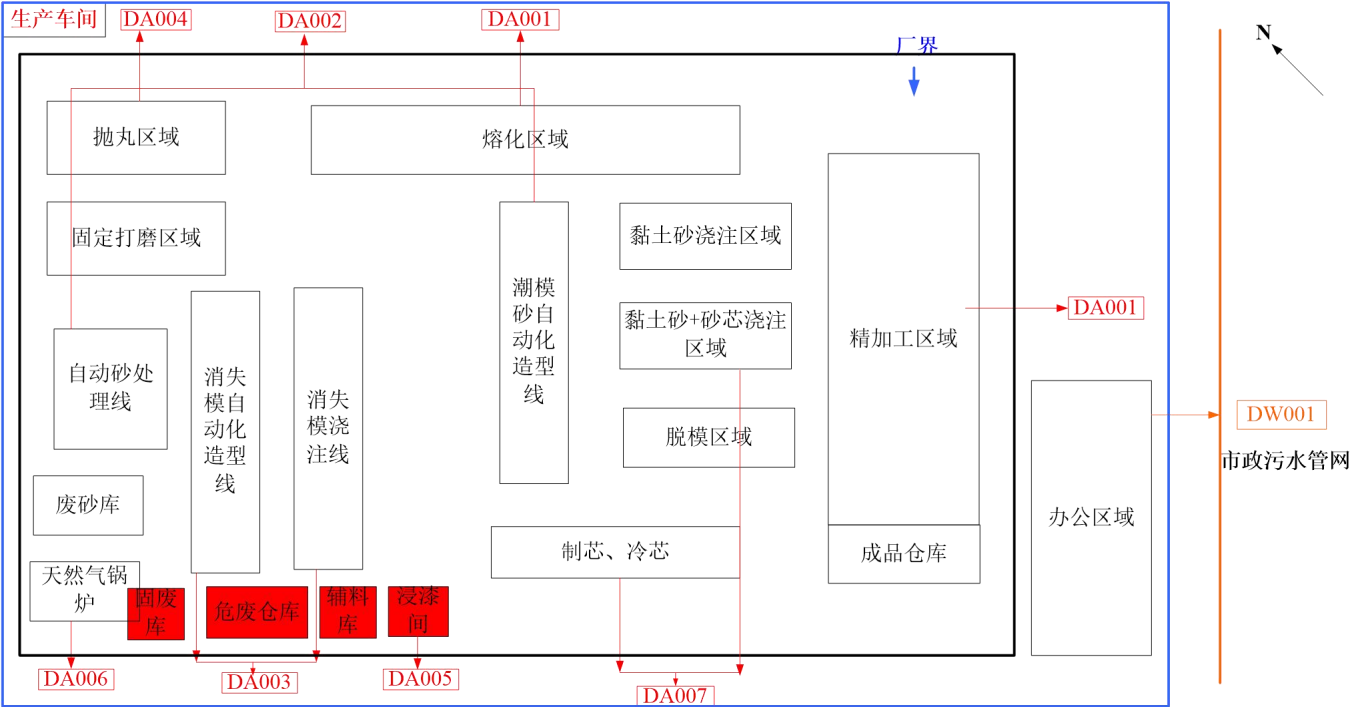 生产车间
DA004
DA002
DA001
厂界
N
抛丸区域
熔化区域
固定打磨区域
黏土砂浇注区域
潮模
砂自
动化
造型
线
黏土砂+砂芯浇注
区域
精加工区域
DA001
自动砂处
理线
消失
模自
动化
造型
线
消失
模浇
注线
脱模区域
DW001
市政污水管网
废砂库
办公区域
制芯、冷芯
成品仓库
天然气锅
炉
固废
库
危废仓库
辅料
库
浸漆
间
DA006
DA003
DA005
DA007